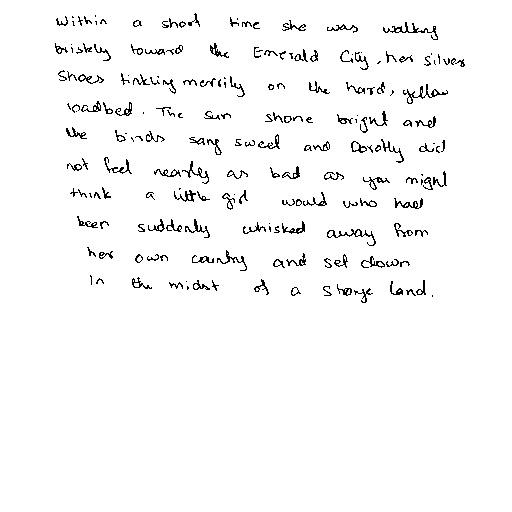 Within a short time she was walking
briskly toward the Emerald City, her silver
Shoes tinkling merrily on the hard, yellow
roadbed. The sun shone bright and
the birds sang sweet and Dorothy did
not feel nearly as bad as you might
think a little girl would who had
been suddenly whisked away from
her own country and set down
in the midst of a strange land.